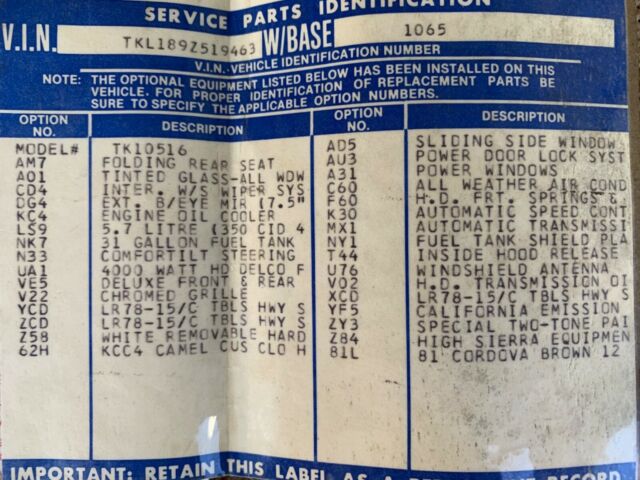 SERVICE PARTS IDENTIFICATION
V.I.N. TKL189Z519463 W/BASE 1065
V.I.N.-VEHICLE IDENTIFICATION NUMBER
NOTE: THE OPTIONAL EQUIPMENT LISTED BELOW HAS BEEN INSTALLED ON THIS
VEHICLE. FOR PROPER IDENTIFICATION OF REPLACEMENT PARTS BE
SURE TO SPECIFY THE APPLICABLE OPTION NUMBERS.
OPTION NO. DESCRIPTION OPTION NO. DESCRIPTION
MODEL# TK10516 AD5 SLIDING SIDE WINDOW
AM7 FOLDING REAR SEAT AU3 POWER DOOR LOCK SYST
AO1 TINTED GLASS-ALL WDW A31 POWER WINDOWS
CD4 INTER. W/S WIPER SYS C60 ALL WEATHER AIR COND
DG4 EXT. B/EYE MIR (7.5" F60 H.D. FRT. SPRINGS &
KC4 ENGINE OIL COOLER K30 AUTOMATIC SPEED CONT
LS9 5.7 LITRE (350 CID 4 MX1 AUTOMATIC TRANSMISSI
NK7 31 GALLON FUEL TANK NY1 FUEL TANK SHIELD PLA
N33 COMFORTILT STEERING T44 INSIDE HOOD RELEASE
UA1 4000 WATT HD DELCO F U76 WINDSHIELD ANTENNA
VE5 DELUXE FRONT & REAR V02 H.D. TRANSMISSION OI
V22 CHROMED GRILLE XCD LR78-15/C TBLS HWY S
YCD LR78-15/C TBLS HWY S YF5 CALIFORNIA EMISSION
ZCD LR78-15/C TBLS HWY S ZY3 SPECIAL TWO-TONE PAI
Z58 WHITE REMOVABLE HARD Z84 HIGH SIERRA EQUIPMEN
62H KCC4 CAMEL CUS CLO H 81L 81 CORDOVA BROWN 12
IMPORTANT: RETAIN THIS LABEL AS A PERMANENT RECORD